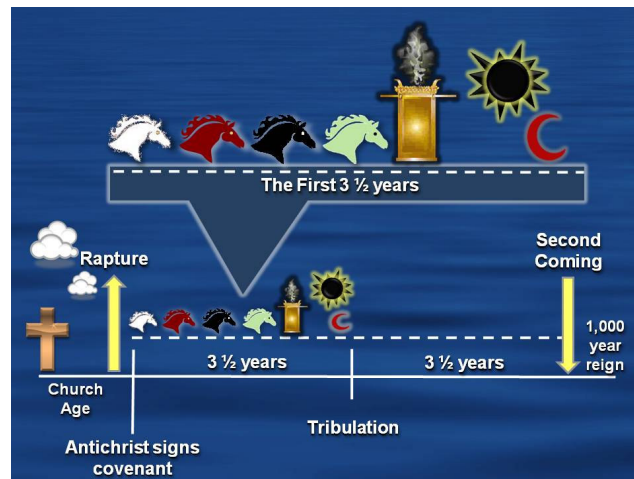 The First 3 ½ years
Rapture
Second
Coming
3 ½ years
3 ½ years
1,000
year
reign
Church
Age
Tribulation
Antichrist signs
covenant